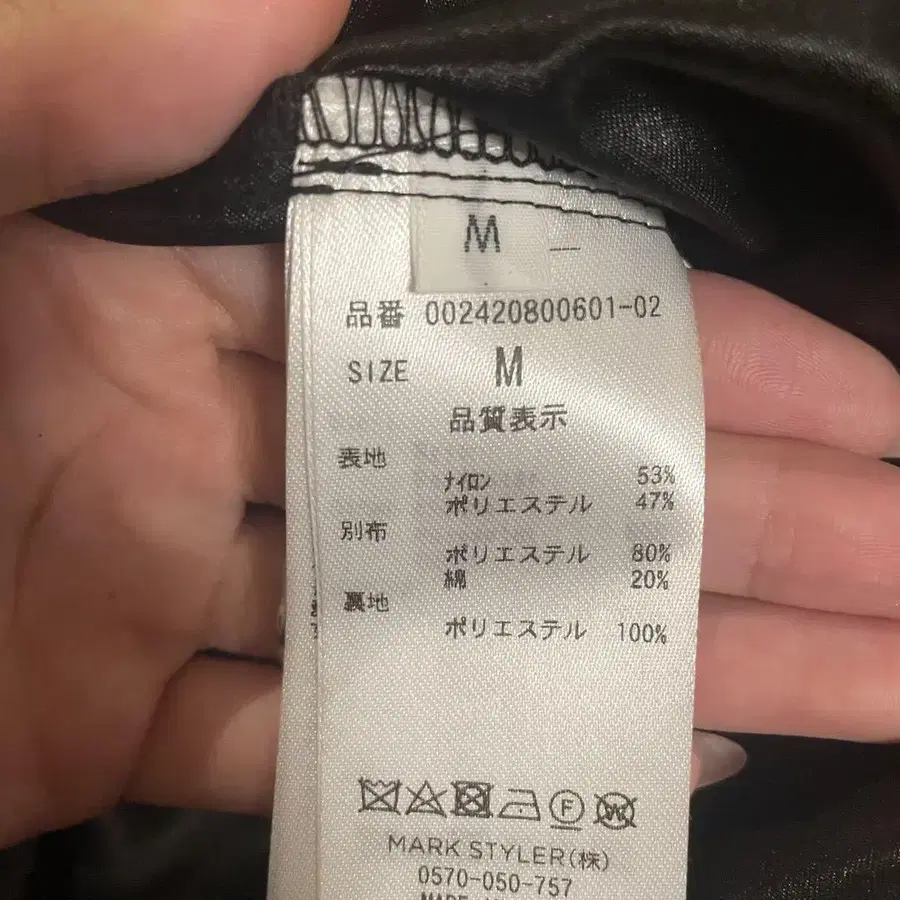 M
品番 002420800601-02
SIZE M
品質表示
表地
ナイロン 53%
ポリエステル 47%
別布
ポリエステル 80%
綿 20%
裏地
ポリエステル 100%
F W
MARK STYLER(株)
0570-050-757
MADE